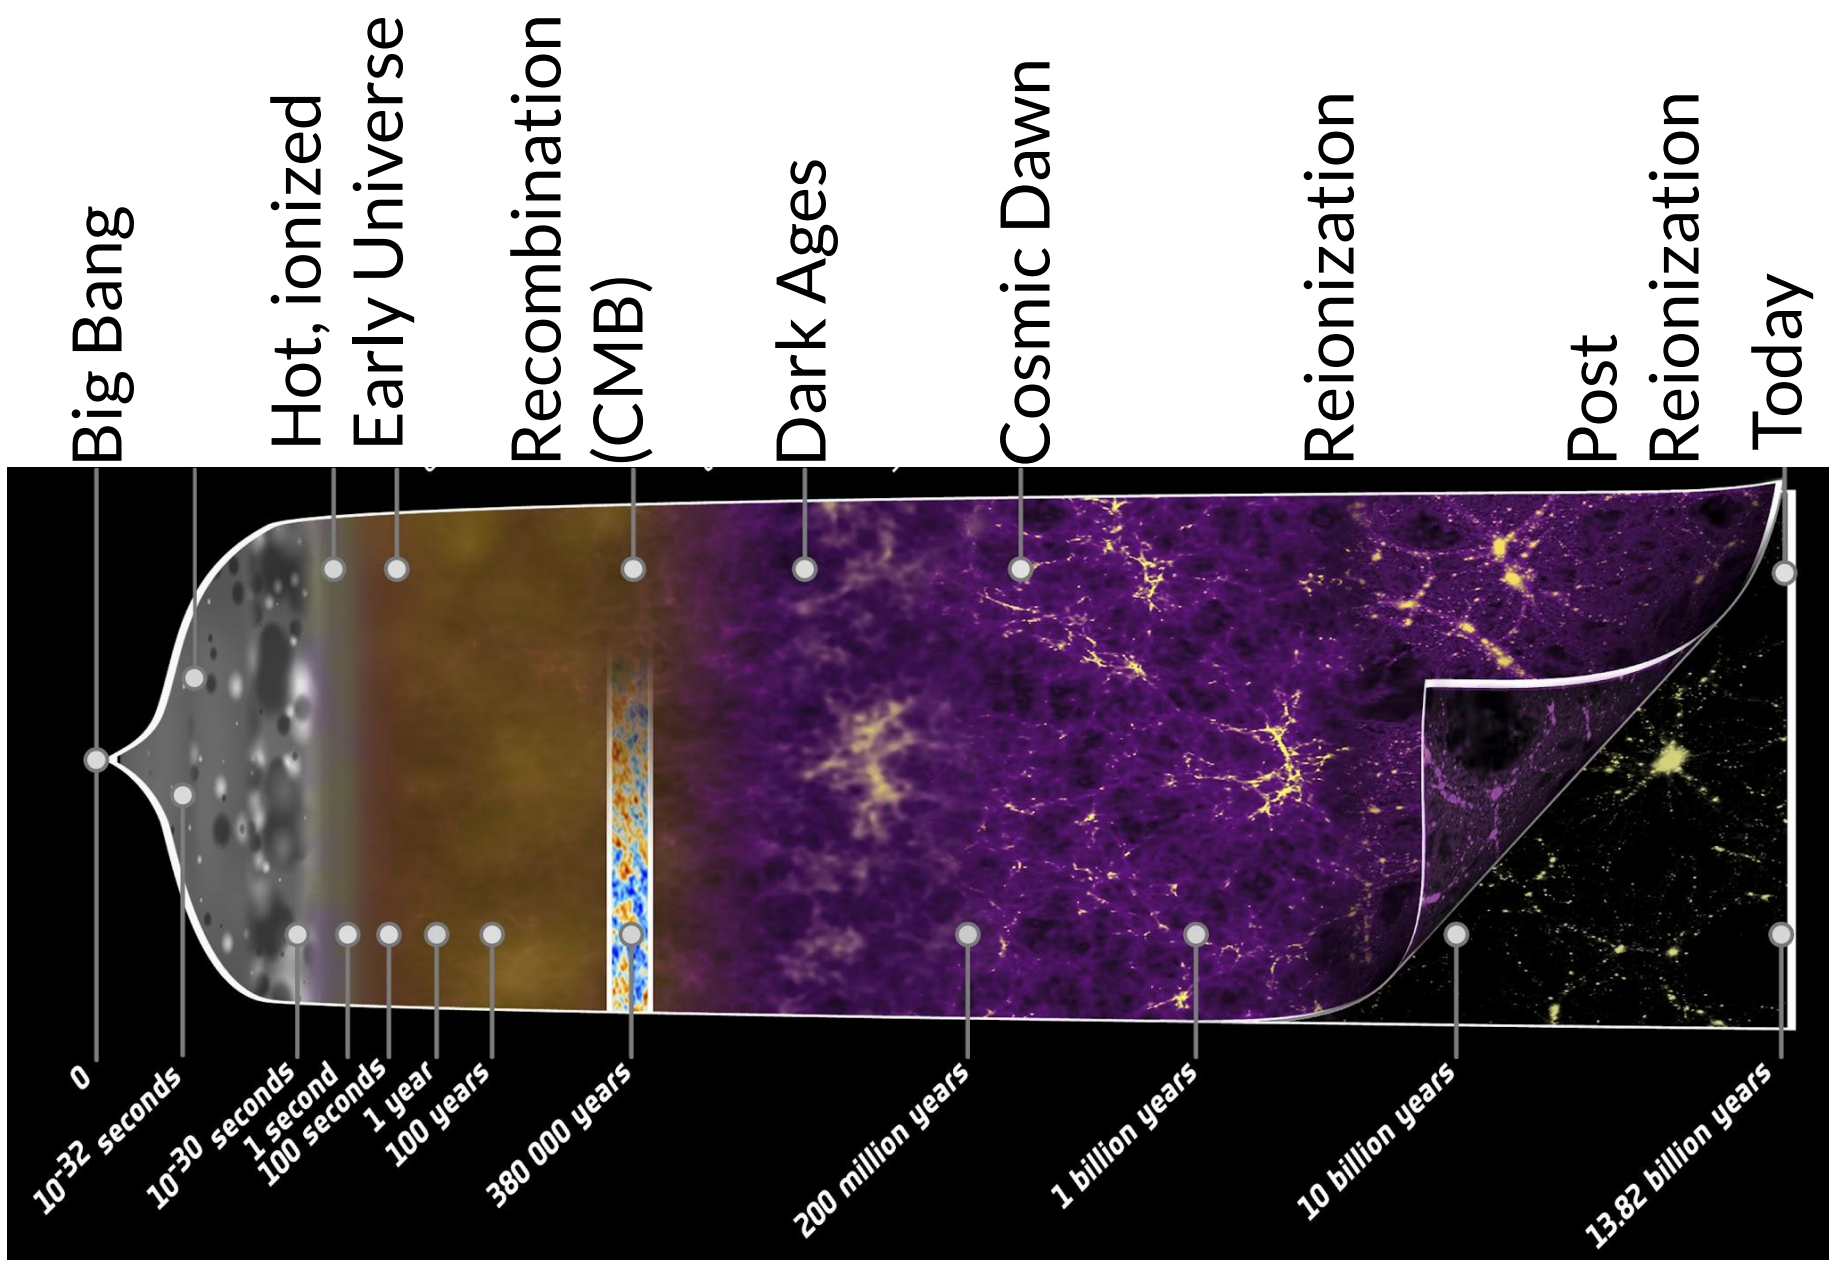 Big Bang
Hot, ionized
Early Universe
Recombination
(CMB)
Dark Ages
Cosmic Dawn
Reionization
Post
Reionization
Today
0
10-32 seconds
10-30 seconds
1 second
100 seconds
1 year
100 years
380 000 years
200 million years
1 billion years
10 billion years
13.82 billion years